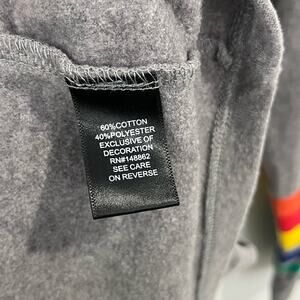 60%COTTON
40%POLYESTER
EXCLUSIVE OF
DECORATION
RN#148862
SEE CARE
ON REVERSE